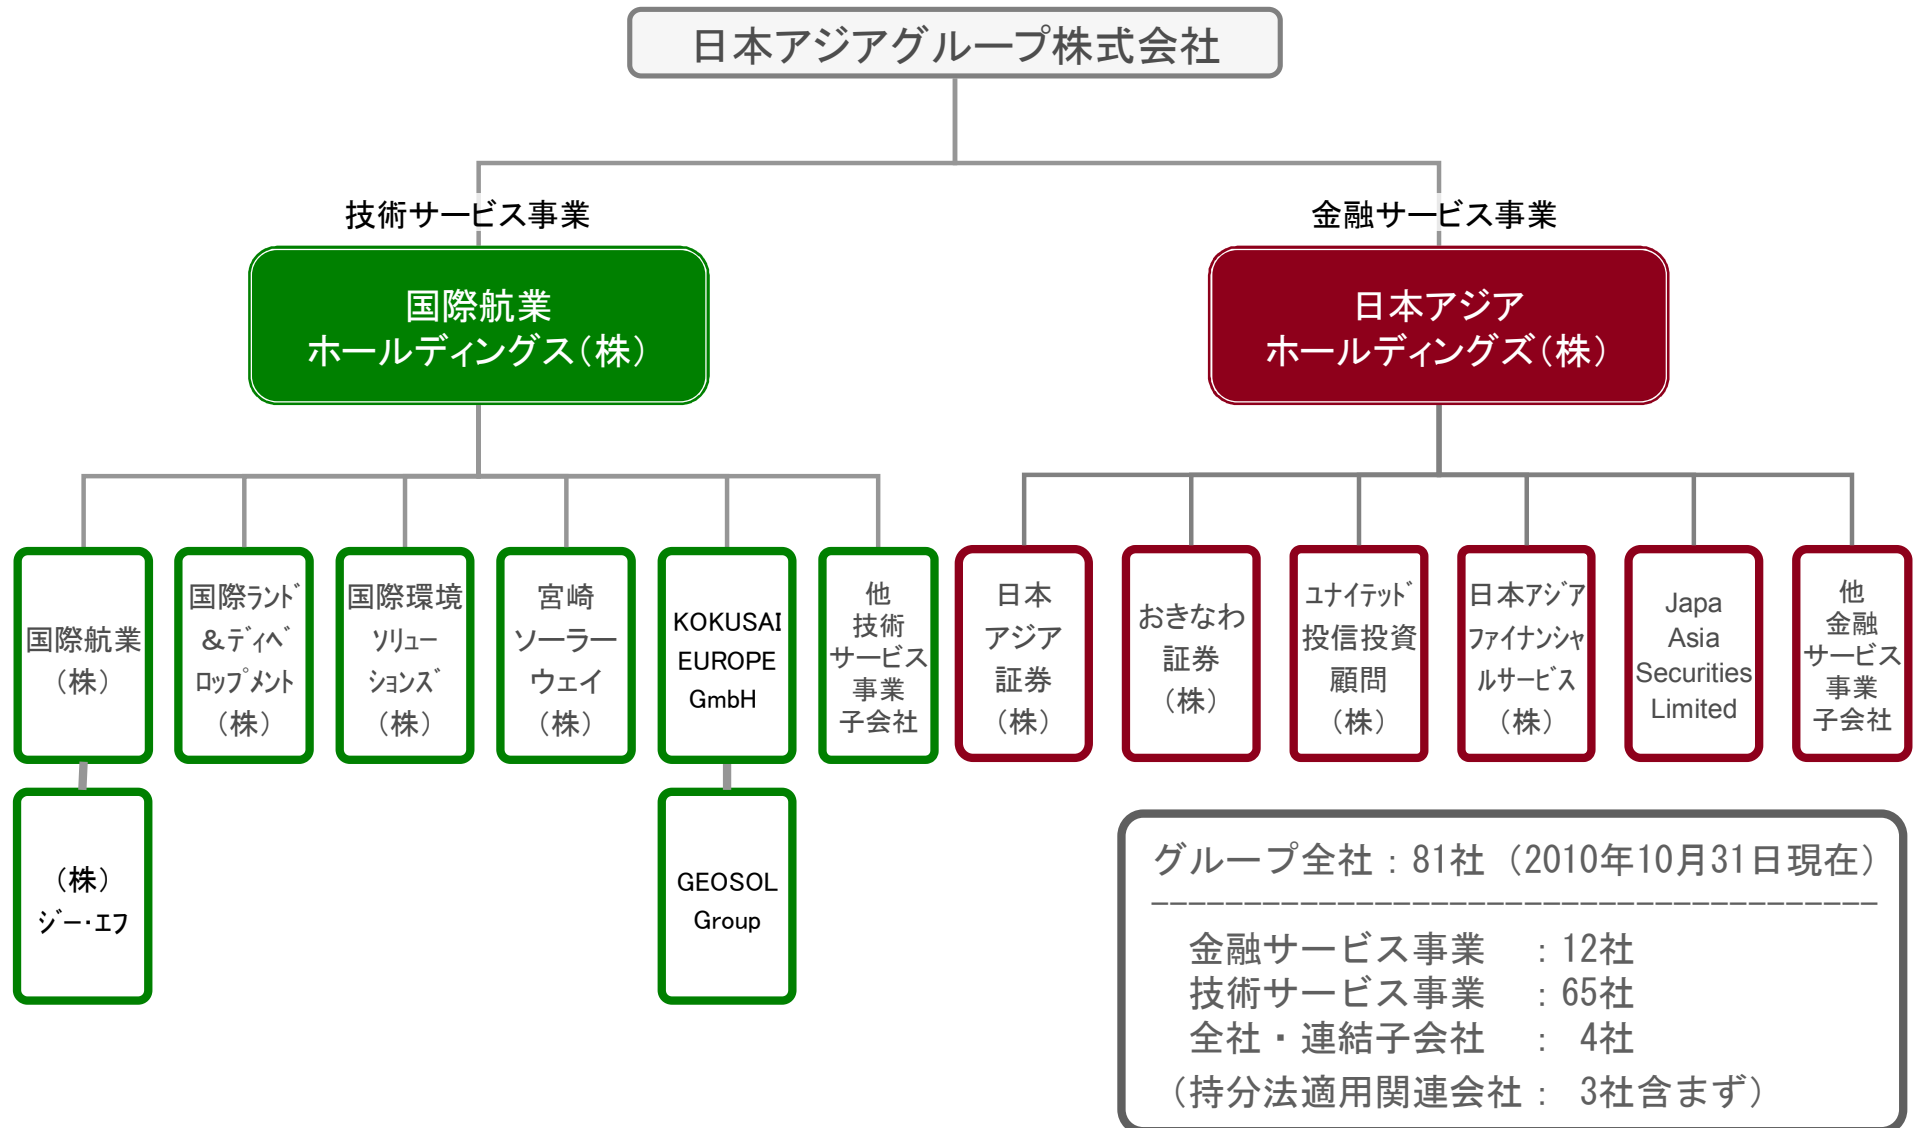 日本アジアグループ株式会社
技術サービス事業
金融サービス事業
国際航業
ホールディングス(株)
日本アジア
ホールディングズ(株)
国際航業
(株)
国際ﾗﾝﾄﾞ
&ﾃﾞｨﾍﾞ
ﾛｯﾌﾟﾒﾝﾄ
(株)
国際環境
ｿﾘｭー
ｼｮﾝｽﾞ
(株)
宮崎
ソーラー
ウェイ
(株)
KOKUSAI
EUROPE
GmbH
他
技術
サービス
事業
子会社
日本
アジア
証券
(株)
おきなわ
証券
(株)
ﾕﾅｲﾃｯﾄﾞ
投信投資
顧問
(株)
日本ｱｼﾞｱ
ﾌｧｲﾅﾝｼｬ
ﾙｻｰﾋﾞｽ
(株)
Japa
Asia
Securities
Limited
他
金融
サービス
事業
子会社
(株)
ｼﾞｰ･ｴﾌ
GEOSOL
Group
グループ全社：81社（2010年10月31日現在）
----------------------------------------
金融サービス事業　：12社
技術サービス事業　：65社
全社・連結子会社　： 4社
（持分法適用関連会社： 3社含まず）